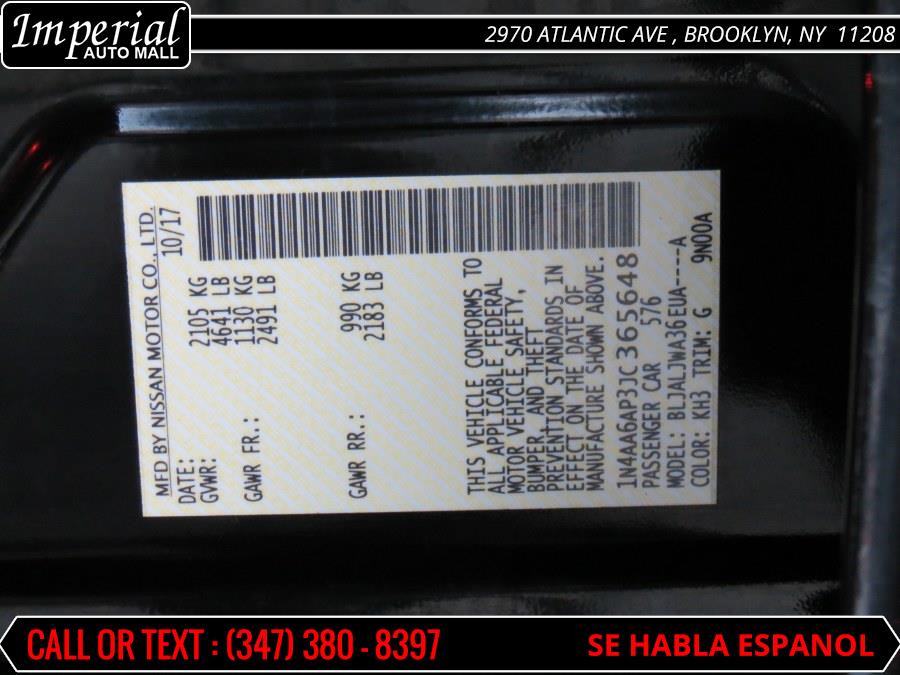 Imperial
AUTO MALL
2970 ATLANTIC AVE , BROOKLYN, NY 11208
MFD BY NISSAN MOTOR CO., LTD.
DATE: 10/17
GVWR: 2105 KG
4641 LB
GAWR FR.: 1130 KG
2491 LB
GAWR RR.: 990 KG
2183 LB
THIS VEHICLE CONFORMS TO
ALL APPLICABLE FEDERAL
MOTOR VEHICLE SAFETY,
BUMPER, AND THEFT
PREVENTION STANDARDS IN
EFFECT ON THE DATE OF
MANUFACTURE SHOWN ABOVE.
1N4AA6AP3JC365648
PASSENGER CAR 576
MODEL: BLJALJWA36EUA----A
COLOR: KH3 TRIM: G 9N00A
CALL OR TEXT : (347) 380 - 8397
SE HABLA ESPANOL